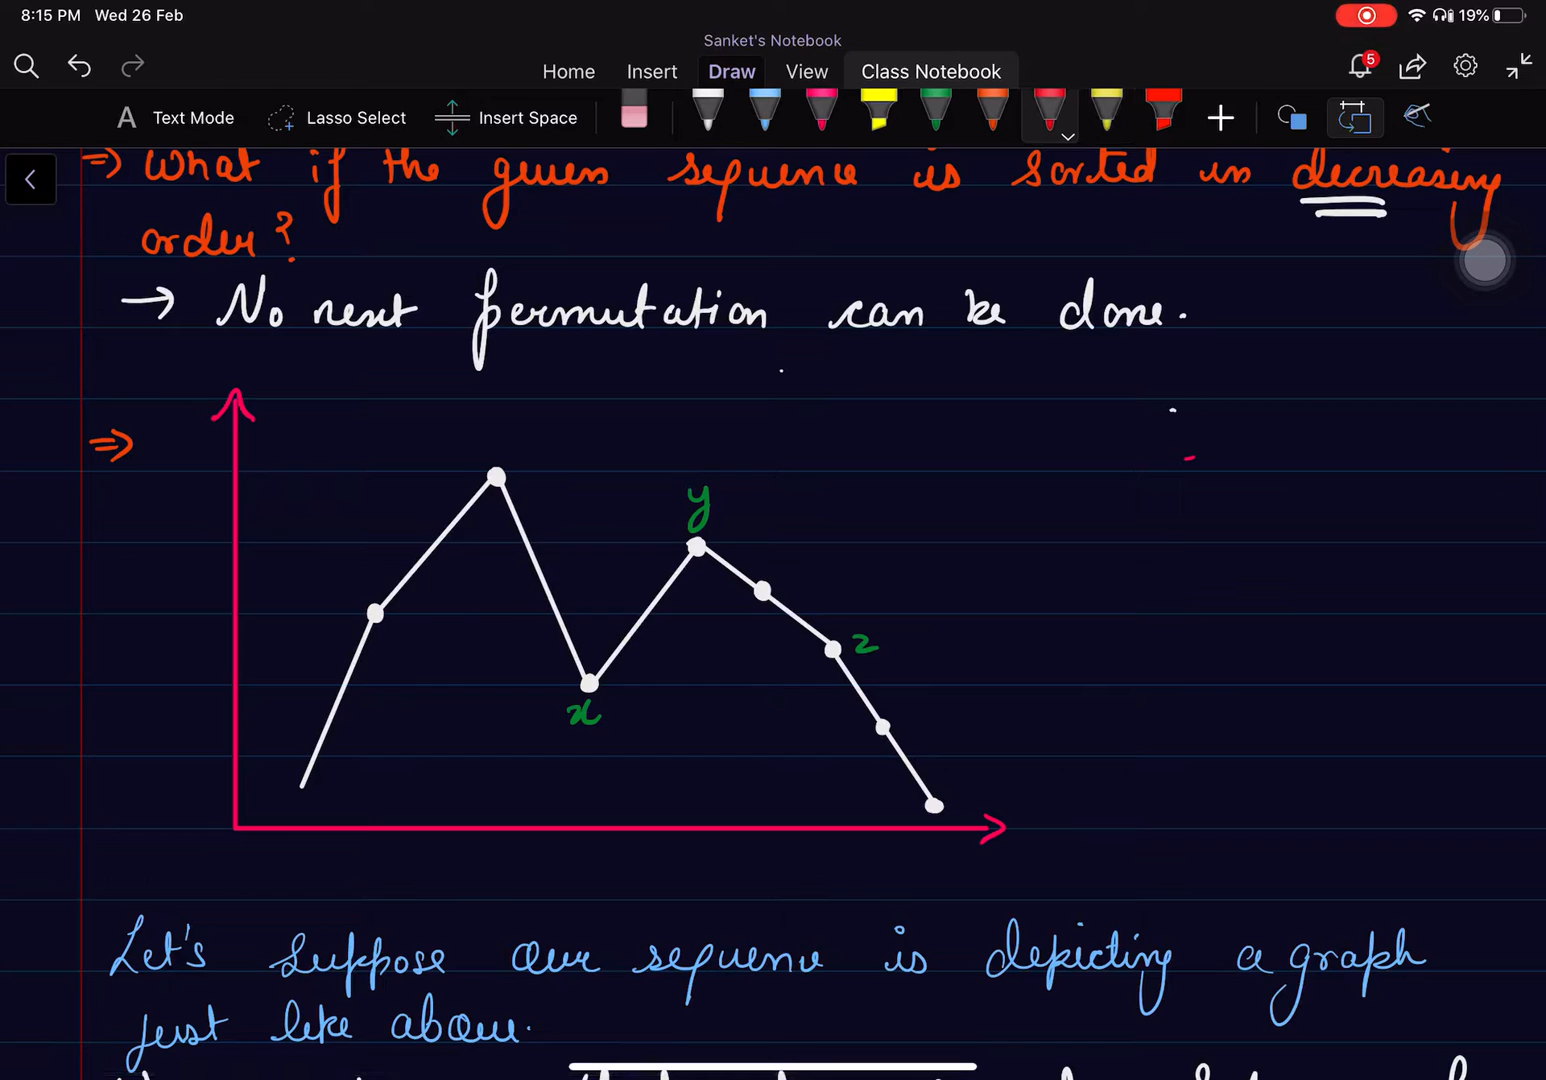 8:15 PM Wed 26 Feb
19%
Sanket's Notebook
Home Insert Draw View Class Notebook
5
A Text Mode Lasso Select Insert Space
=> What if the given sequence is sorted in decreasing
order?
→ No next permutation can be done.
=>
y
z
x
Let's suppose our sequence is depicting a graph
just like above.